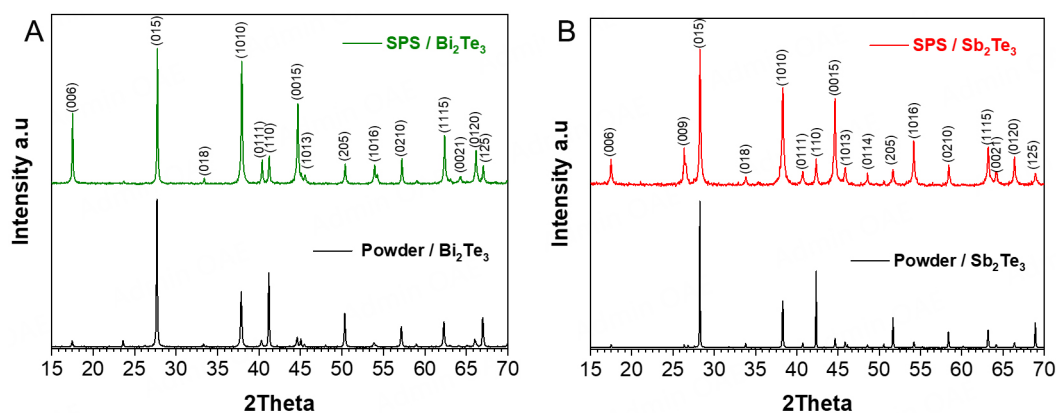 A
SPS / Bi₂Te₃
(006)
(015)
(018)
(1010)
(0111)
(110)
(0015)
(1013)
(205)
(1016)
(0210)
(1115)
(0021)
(0120)
(125)
Powder / Bi₂Te₃
Intensity a.u
15 20 25 30 35 40 45 50 55 60 65 70
2Theta
B
SPS / Sb₂Te₃
(006)
(009)
(015)
(018)
(1010)
(0111)
(110)
(0015)
(1013)
(0114)
(205)
(1016)
(0210)
(1115)
(0021)
(0120)
(125)
Powder / Sb₂Te₃
Intensity a.u
15 20 25 30 35 40 45 50 55 60 65 70
2Theta